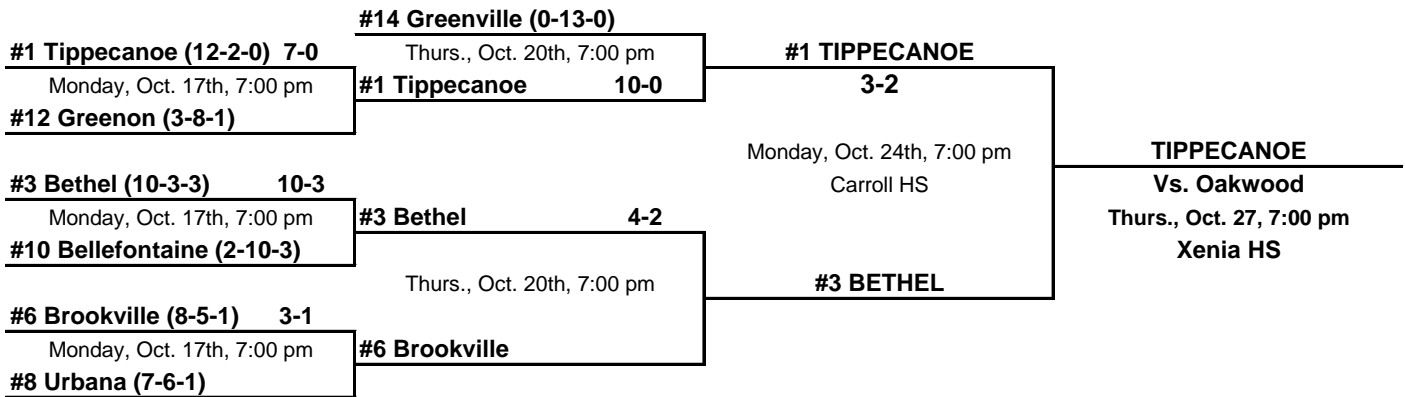 #14 Greenville (0-13-0)
#1 Tippecanoe (12-2-0) 7-0
Thurs., Oct. 20th, 7:00 pm
#1 TIPPECANOE
Monday, Oct. 17th, 7:00 pm
#1 Tippecanoe 10-0
3-2
#12 Greenon (3-8-1)
Monday, Oct. 24th, 7:00 pm
TIPPECANOE
#3 Bethel (10-3-3) 10-3
Carroll HS
Vs. Oakwood
Monday, Oct. 17th, 7:00 pm
#3 Bethel 4-2
Thurs., Oct. 27, 7:00 pm
#10 Bellefontaine (2-10-3)
Xenia HS
Thurs., Oct. 20th, 7:00 pm
#3 BETHEL
#6 Brookville (8-5-1) 3-1
Monday, Oct. 17th, 7:00 pm
#6 Brookville
#8 Urbana (7-6-1)